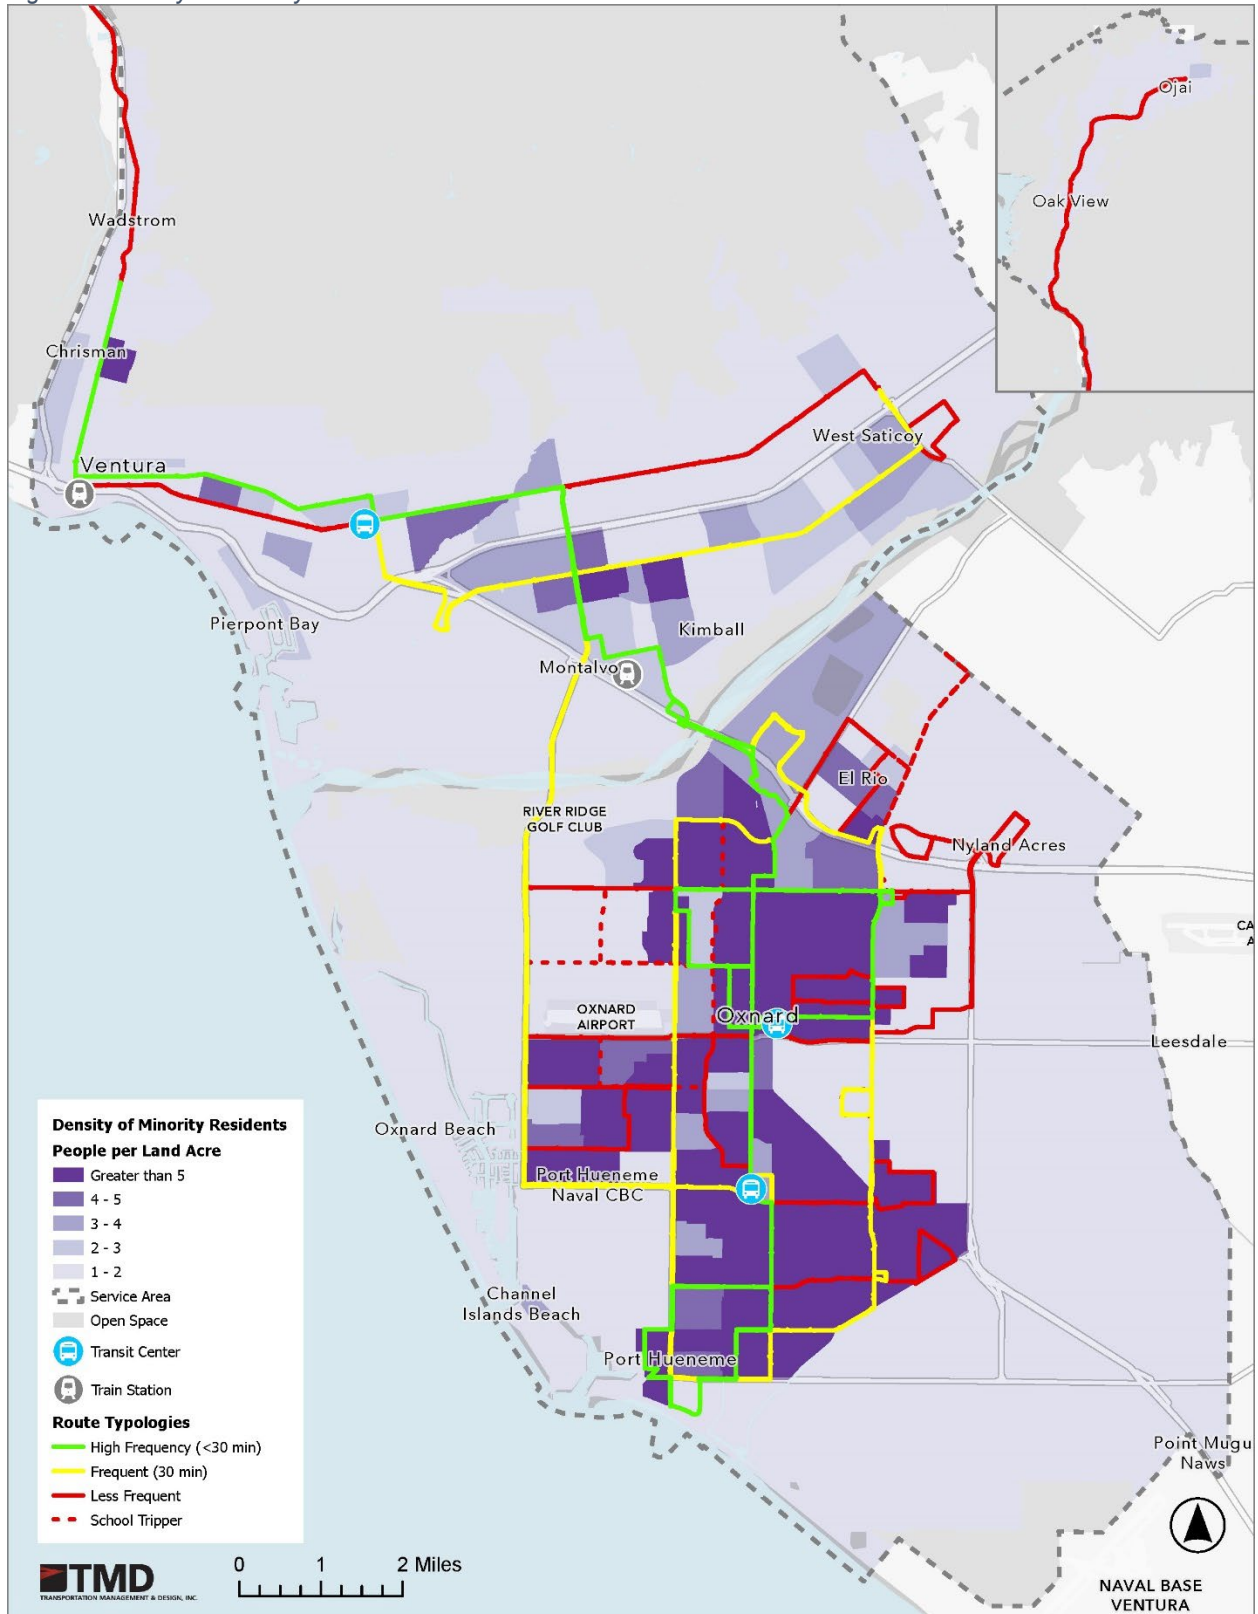 Ojai
Oak View
Wadstrom
Chrisman
Ventura
West Saticoy
Pierpont Bay
Kimball
Montalvo
El Rio
RIVER RIDGE
GOLF CLUB
Nyland Acres
CA
A
OXNARD
AIRPORT
Oxnard
Leesdale
Oxnard Beach
Port Hueneme
Naval CBC
Channel
Islands Beach
Port Hueneme
Point Mugu
Naws
NAVAL BASE
VENTURA
Density of Minority Residents
People per Land Acre
Greater than 5
4 - 5
3 - 4
2 - 3
1 - 2
Service Area
Open Space
Transit Center
Train Station
Route Typologies
High Frequency (<30 min)
Frequent (30 min)
Less Frequent
School Tripper
TMD
TRANSPORTATION MANAGEMENT & DESIGN, INC.
0 1 2 Miles